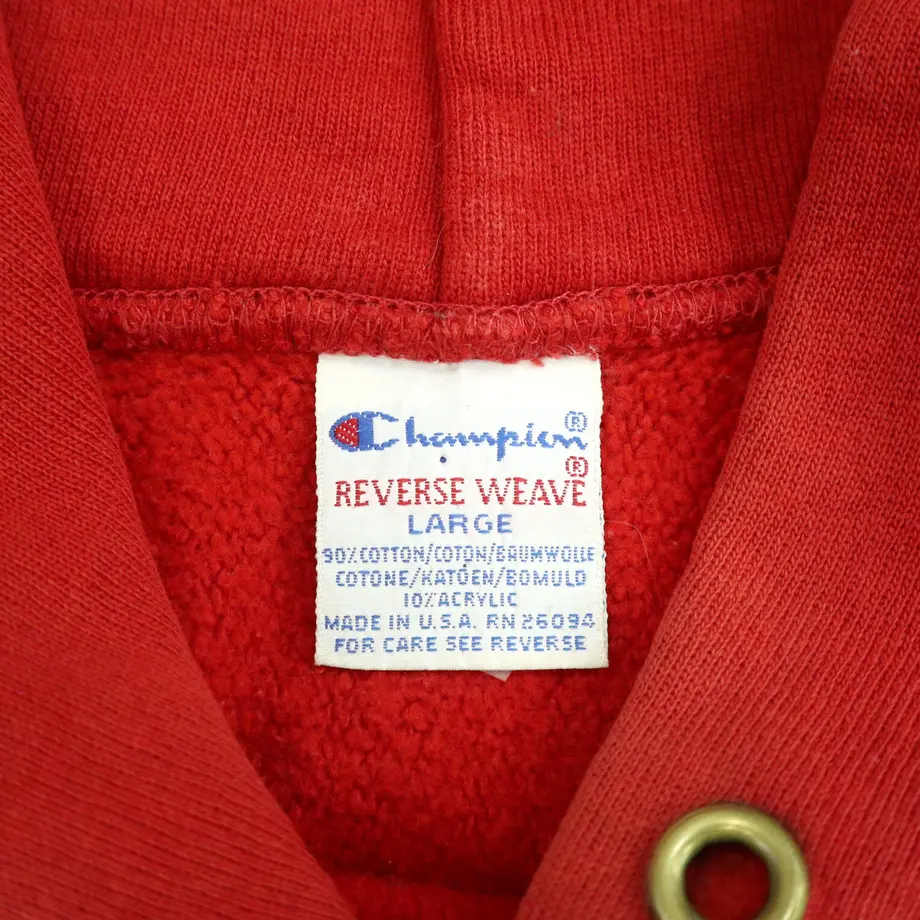 Champion®
REVERSE WEAVE®
LARGE
90%COTTON/COTON/BAUMWOLLE
COTONE/KATÓEN/BOMULD
10%ACRYLIC
MADE IN U.S.A. RN 26094
FOR CARE SEE REVERSE